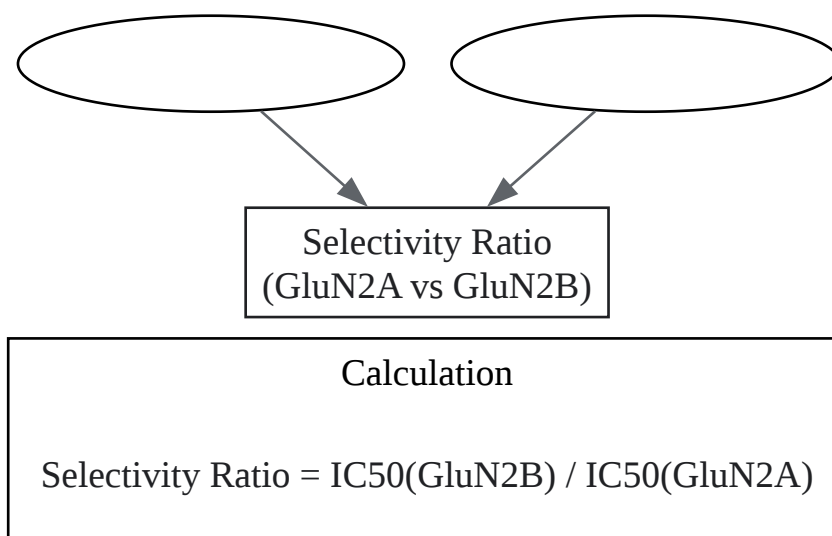 Selectivity Ratio
(GluN2A vs GluN2B)
Calculation
Selectivity Ratio = IC50(GluN2B) / IC50(GluN2A)